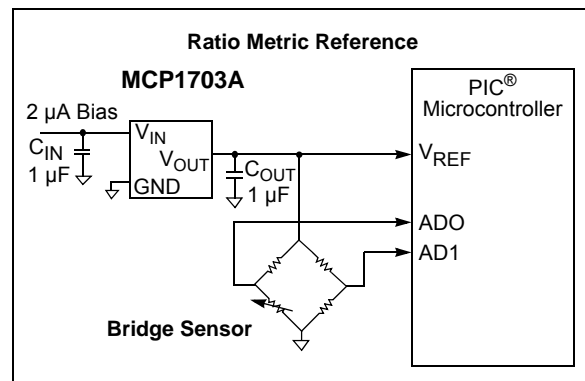 Ratio Metric Reference
MCP1703A
PIC®
Microcontroller
2 µA Bias
VIN
CIN
1 µF
VOUT
GND
COUT
1 µF
VREF
ADO
AD1
Bridge Sensor